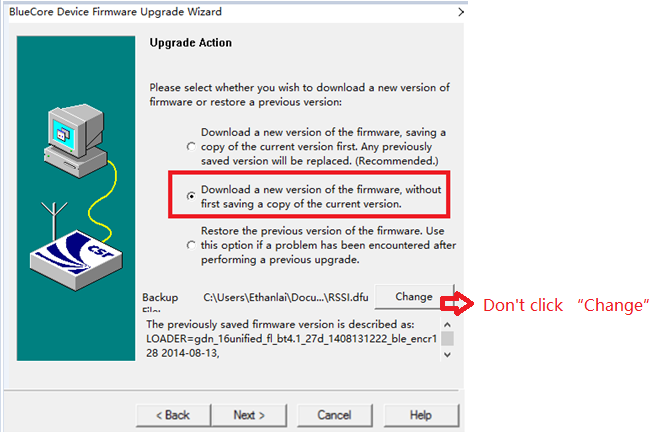 BlueCore Device Firmware Upgrade Wizard
Upgrade Action
Please select whether you wish to download a new version of
firmware or restore a previous version:
Download a new version of the firmware, saving a
copy of the current version first. Any previously
saved version will be replaced. (Recommended.)
Download a new version of the firmware, without
first saving a copy of the current version.
Restore the previous version of the firmware. Use
this option if a problem has been encountered after
performing a previous upgrade.
Backup C:\Users\Ethanlai\Docu...\RSSI.dfu Change
File:
Don't click “Change”
The previously saved firmware version is described as:
LOADER=gdn_16unified_fl_bt4.1_27d_1408131222_ble_encr1
28 2014-08-13,
CST
< Back Next > Cancel Help